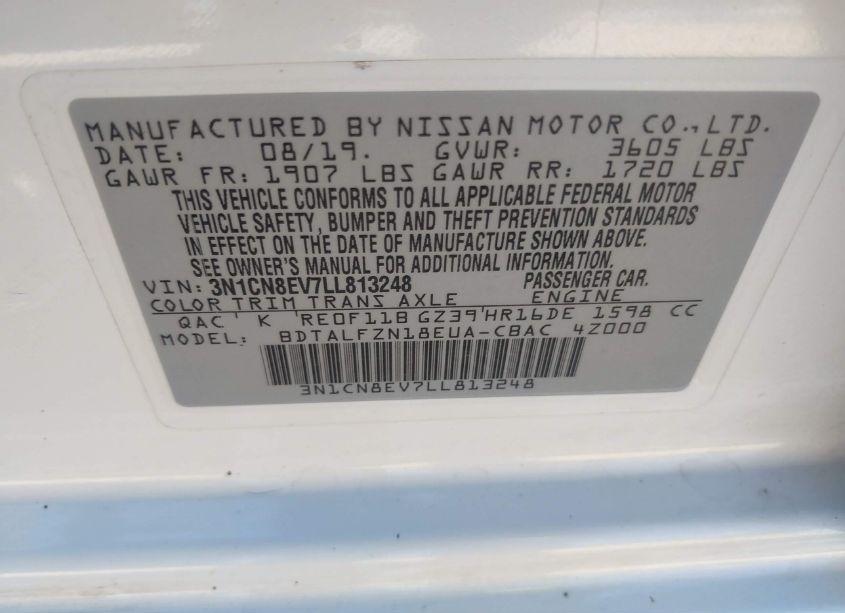 MANUFACTURED BY NISSAN MOTOR CO.,LTD.
DATE: 08/19. GVWR: 3605 LBS
GAWR FR: 1907 LBS GAWR RR: 1720 LBS
THIS VEHICLE CONFORMS TO ALL APPLICABLE FEDERAL MOTOR
VEHICLE SAFETY, BUMPER AND THEFT PREVENTION STANDARDS
IN EFFECT ON THE DATE OF MANUFACTURE SHOWN ABOVE.
SEE OWNER'S MANUAL FOR ADDITIONAL INFORMATION.
VIN: 3N1CN8EV7LL813248 PASSENGER CAR.
COLOR TRIM TRANS AXLE ENGINE
QAC K RE0F11B GZ39 HR16DE 1598 CC
MODEL: BDTALFZN18EUA-CBAC 4Z000
3N1CN8EV7LL813248